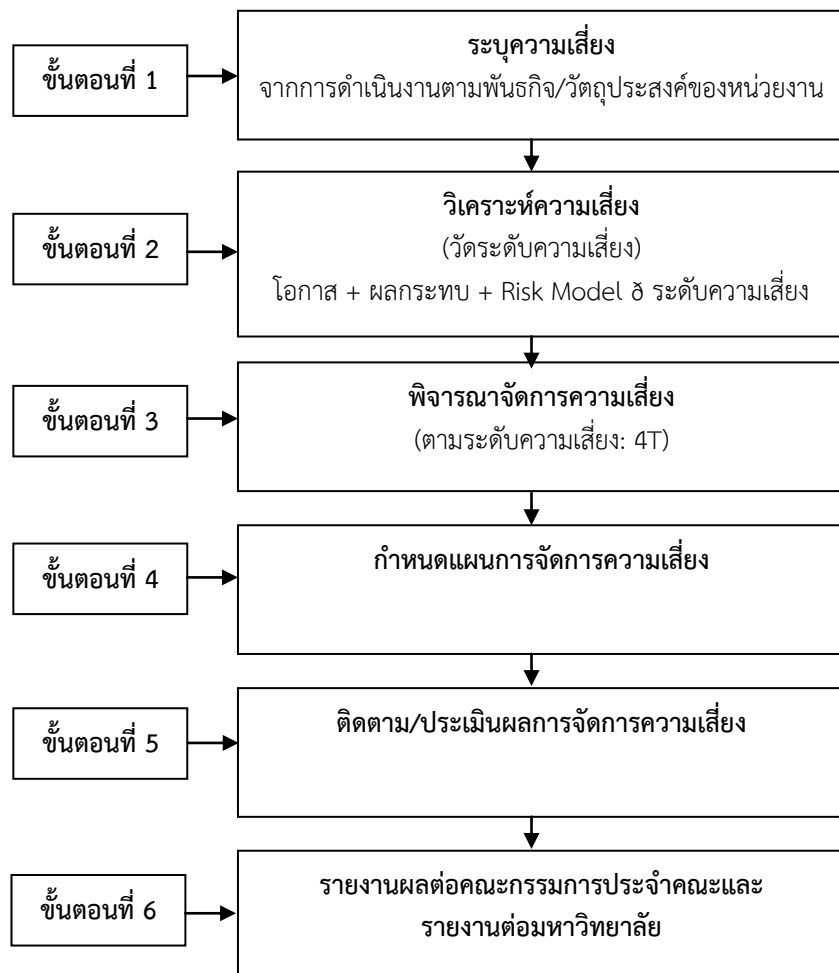 ขั้นตอนที่ 1
ระบุความเสี่ยง
จากการดำเนินงานตามพันธกิจ/วัตถุประสงค์ของหน่วยงาน
ขั้นตอนที่ 2
วิเคราะห์ความเสี่ยง
(วัดระดับความเสี่ยง)
โอกาส + ผลกระทบ + Risk Model ð ระดับความเสี่ยง
ขั้นตอนที่ 3
พิจารณาจัดการความเสี่ยง
(ตามระดับความเสี่ยง: 4T)
ขั้นตอนที่ 4
กำหนดแผนการจัดการความเสี่ยง
ขั้นตอนที่ 5
ติดตาม/ประเมินผลการจัดการความเสี่ยง
ขั้นตอนที่ 6
รายงานผลต่อคณะกรรมการประจำคณะและ
รายงานต่อมหาวิทยาลัย